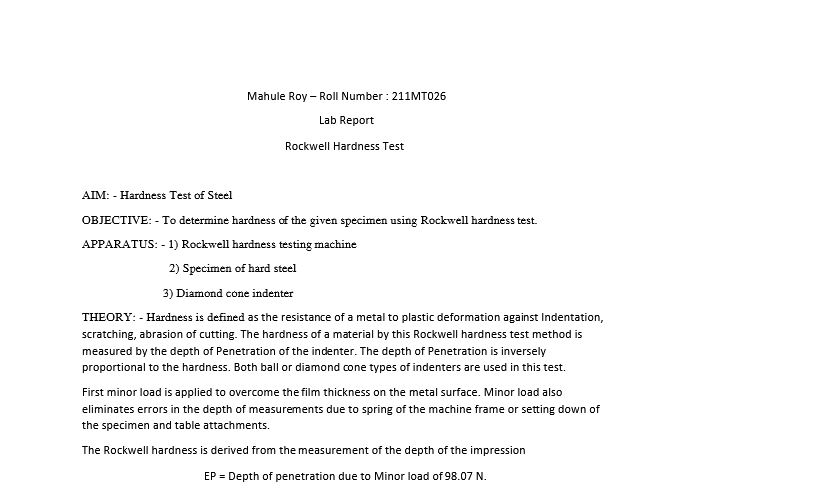 Mahule Roy – Roll Number : 211MT026
Lab Report
Rockwell Hardness Test
AIM: - Hardness Test of Steel
OBJECTIVE: - To determine hardness of the given specimen using Rockwell hardness test.
APPARATUS: - 1) Rockwell hardness testing machine
2) Specimen of hard steel
3) Diamond cone indenter
THEORY: - Hardness is defined as the resistance of a metal to plastic deformation against Indentation,
scratching, abrasion of cutting. The hardness of a material by this Rockwell hardness test method is
measured by the depth of Penetration of the indenter. The depth of Penetration is inversely
proportional to the hardness. Both ball or diamond cone types of indenters are used in this test.
First minor load is applied to overcome the film thickness on the metal surface. Minor load also
eliminates errors in the depth of measurements due to spring of the machine frame or setting down of
the specimen and table attachments.
The Rockwell hardness is derived from the measurement of the depth of the impression
EP = Depth of penetration due to Minor load of 98.07 N.